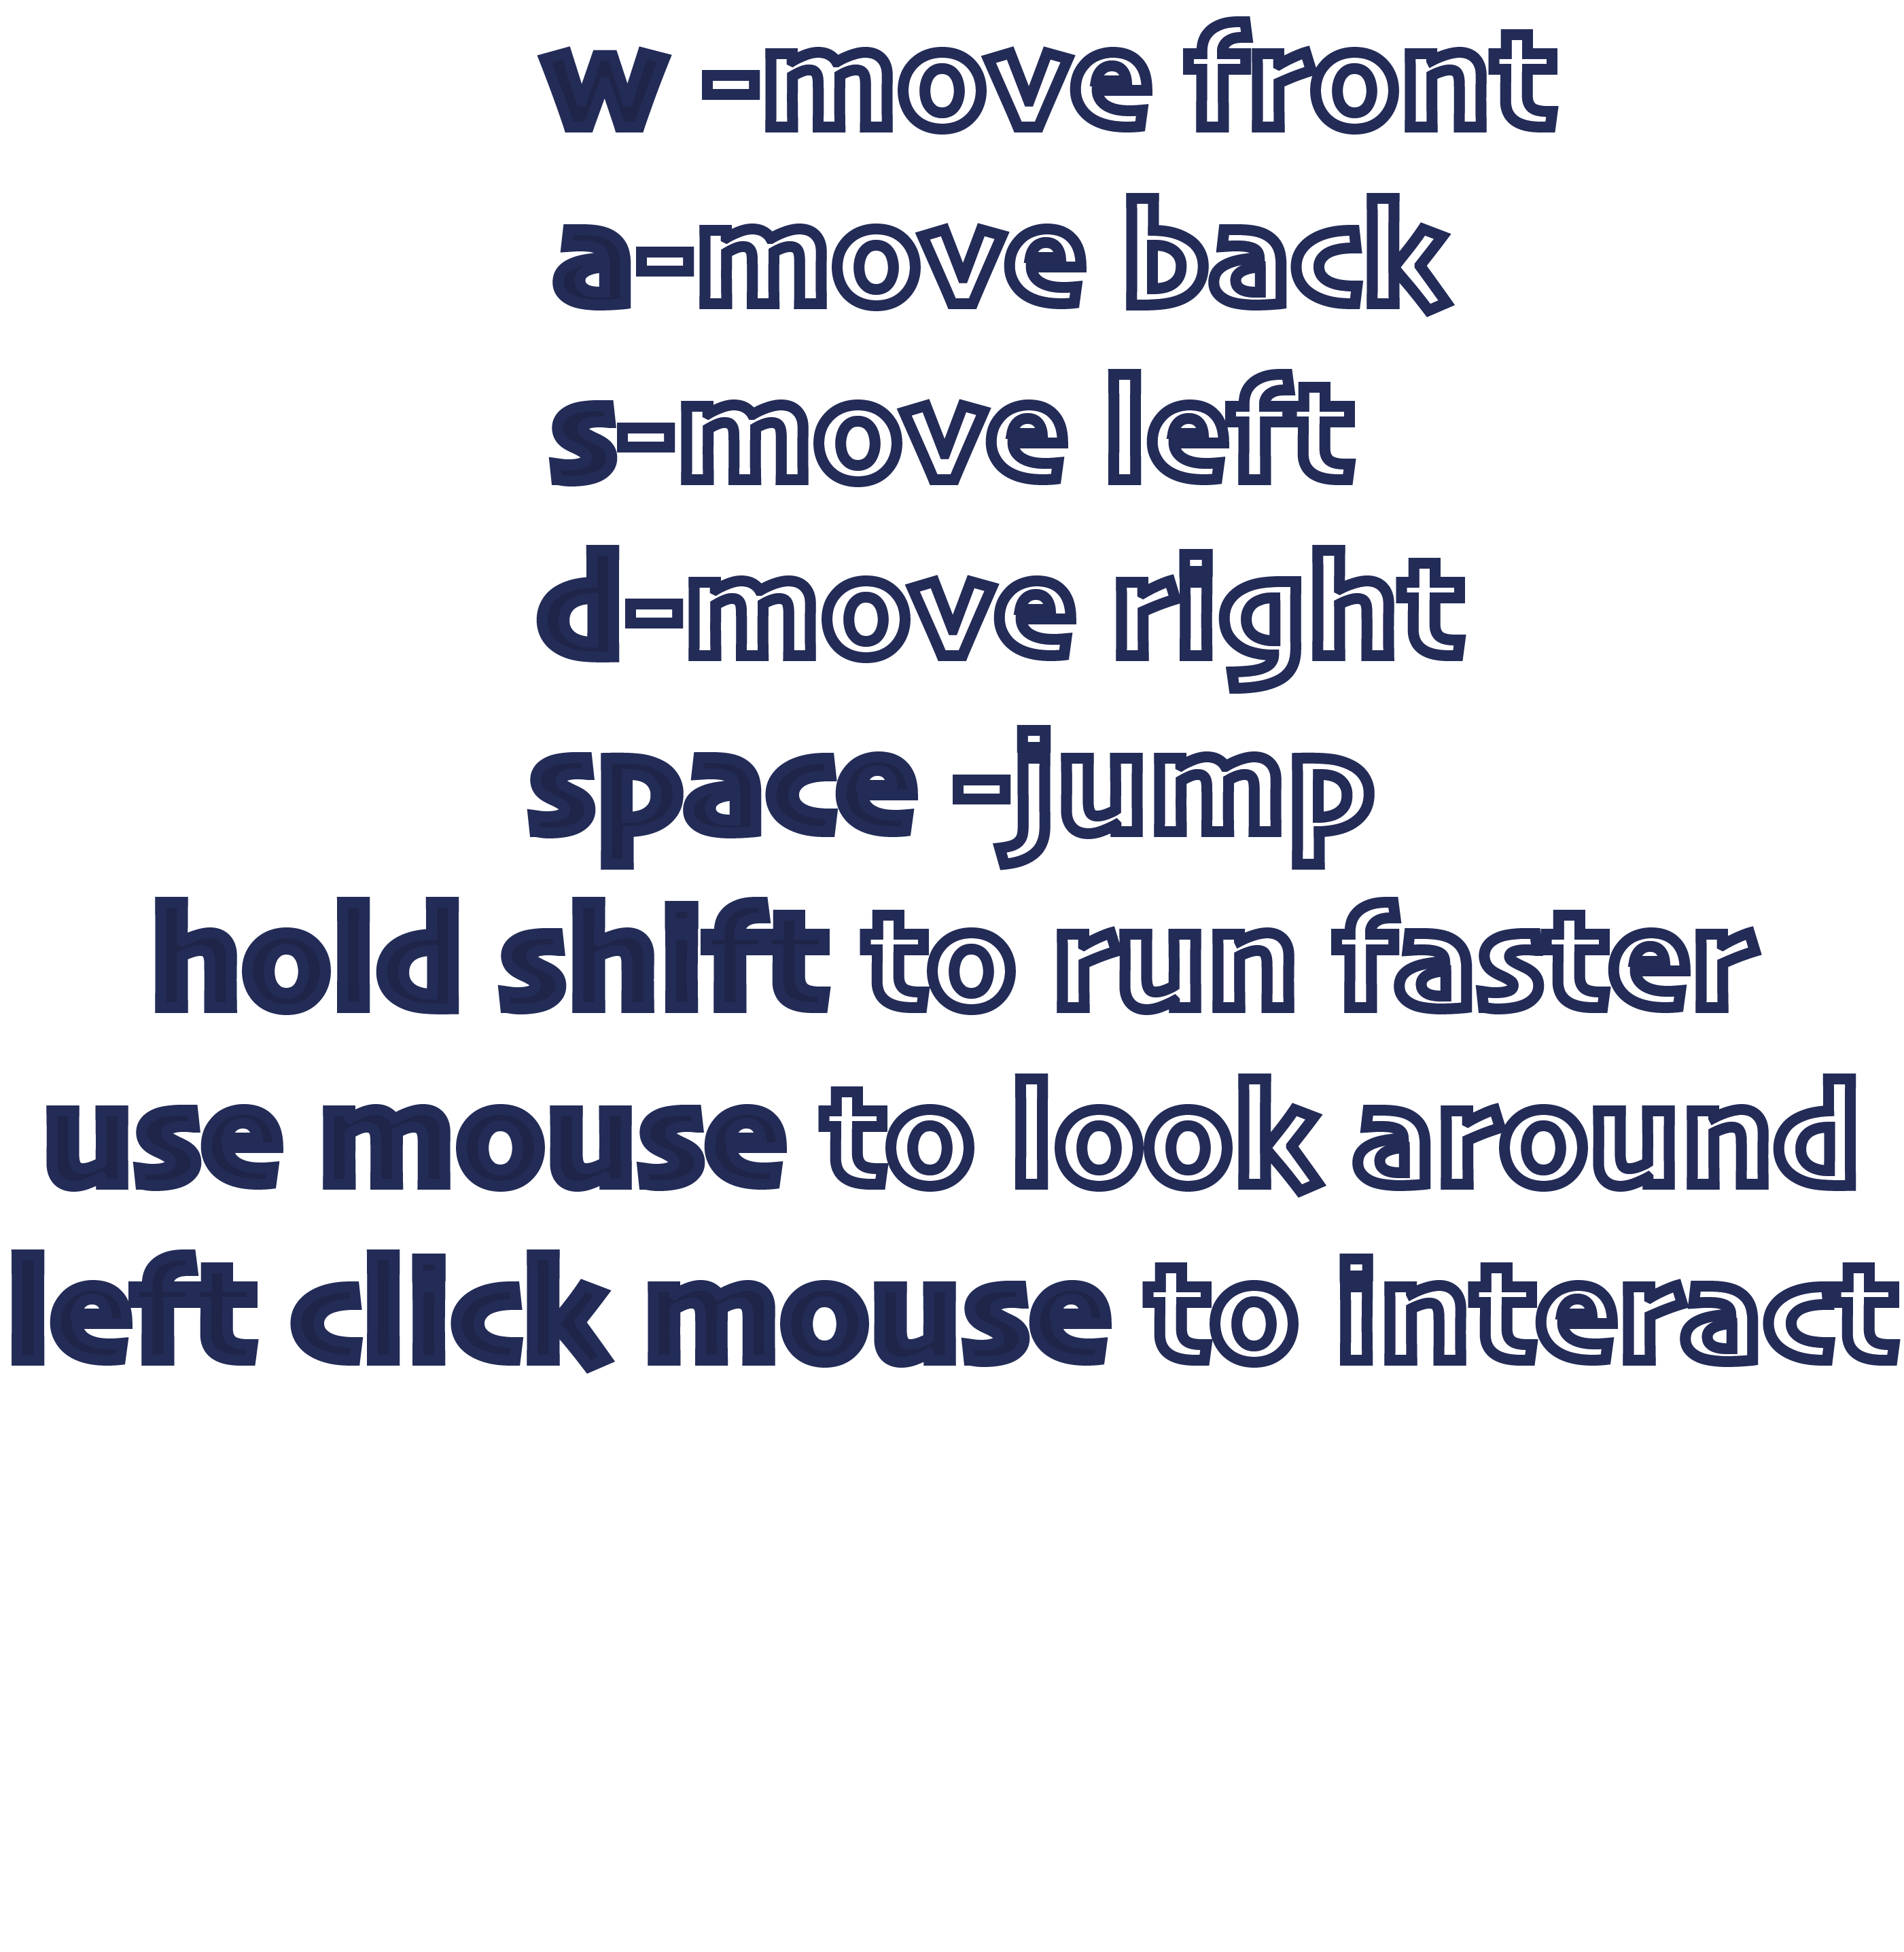 w -move front
a-move back
s-move left
d-move right
space -jump
hold shift to run faster
use mouse to look around
left click mouse to interact